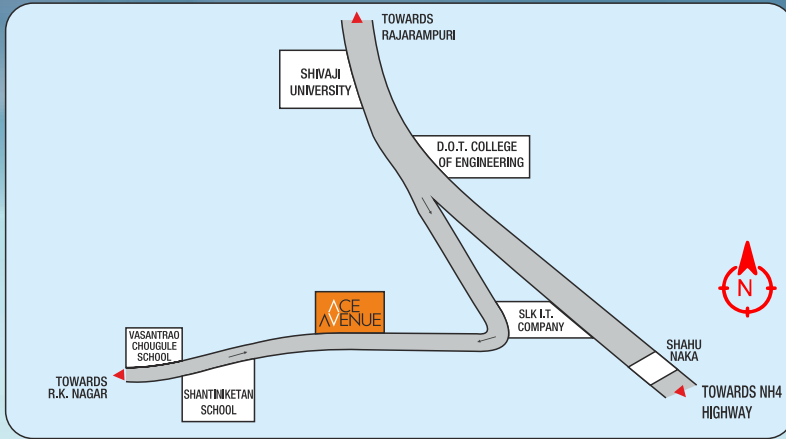 TOWARDS
RAJARAMPURI
SHIVAJI
UNIVERSITY
D.O.T. COLLEGE
OF ENGINEERING
N
ACE
AVENUE
SLK I.T.
COMPANY
VASANTRAO
CHOUGULE
SCHOOL
SHAHU
NAKA
TOWARDS
R.K. NAGAR
SHANTINIKETAN
SCHOOL
TOWARDS NH4
HIGHWAY